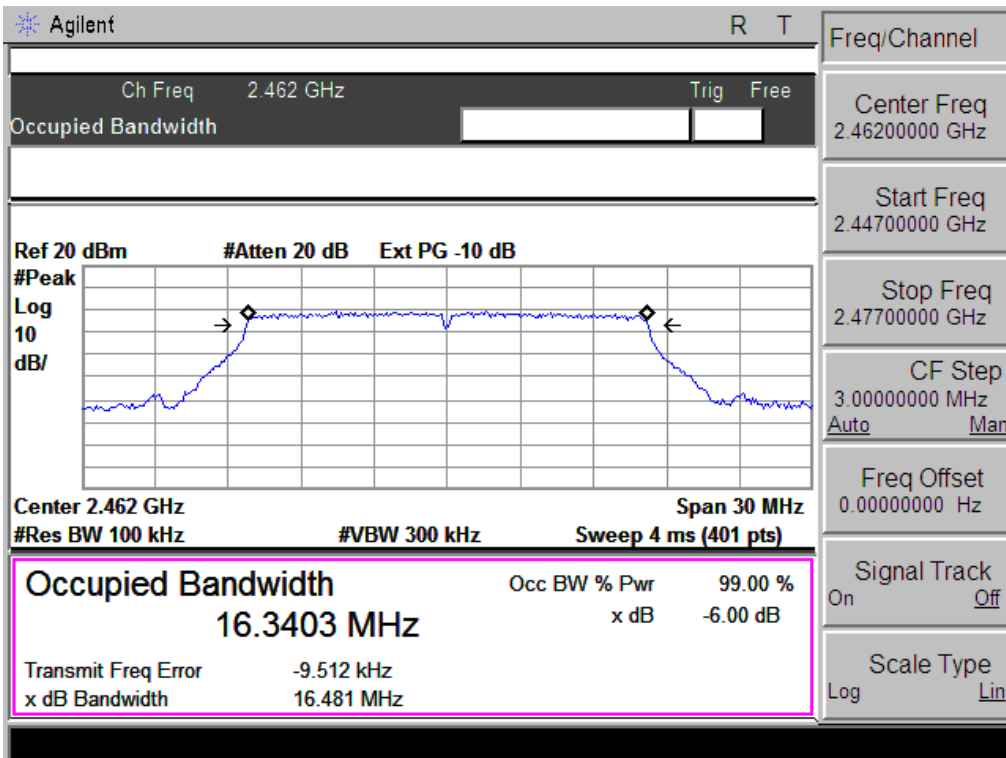 Agilent R T
Ch Freq 2.462 GHz Trig Free
Occupied Bandwidth
Ref 20 dBm #Atten 20 dB Ext PG -10 dB
#Peak
Log
10
dB/
Center 2.462 GHz Span 30 MHz
#Res BW 100 kHz #VBW 300 kHz Sweep 4 ms (401 pts)
Occupied Bandwidth Occ BW % Pwr 99.00 %
16.3403 MHz x dB -6.00 dB
Transmit Freq Error -9.512 kHz
x dB Bandwidth 16.481 MHz
Freq/Channel
Center Freq
2.46200000 GHz
Start Freq
2.44700000 GHz
Stop Freq
2.47700000 GHz
CF Step
3.00000000 MHz
Auto Man
Freq Offset
0.00000000 Hz
Signal Track
On Off
Scale Type
Log Lin